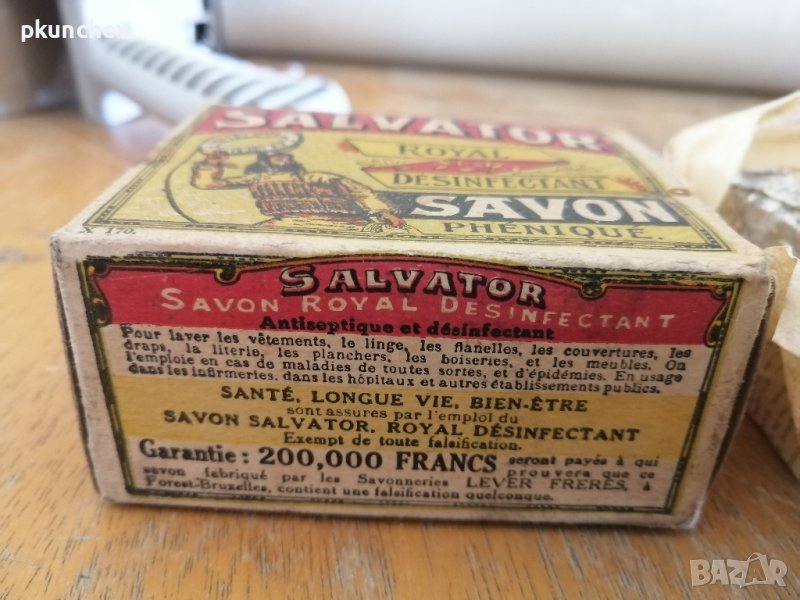 pkunchev
SALVATOR
ROYAL
DESINFECTANT
SAVON
PHÉNIQUÉ.
X 170.
SALVATOR
SAVON ROYAL DESINFECTANT
Antiseptique et désinfectant
Pour laver les vêtements, le linge, les flanelles, les couvertures, les
draps, la literie, les planchers, les boiseries, et les meubles. On
l'emploie en cas de maladies de toutes sortes, et d'épidémies. En usage
dans les infirmeries, dans les hôpitaux et autres établissements publics.
SANTÉ, LONGUE VIE, BIEN-ÊTRE
sont assures par l'emploi du
SAVON SALVATOR, ROYAL DÉSINFECTANT
Exempt de toute falsification.
Garantie: 200,000 FRANCS seront payés à qui
prouvera que ce
savon fabriqué par les Savonneries LEVER FRERES, à
Forest-Bruxelles, contient une falsification quelconque.
BAZAR